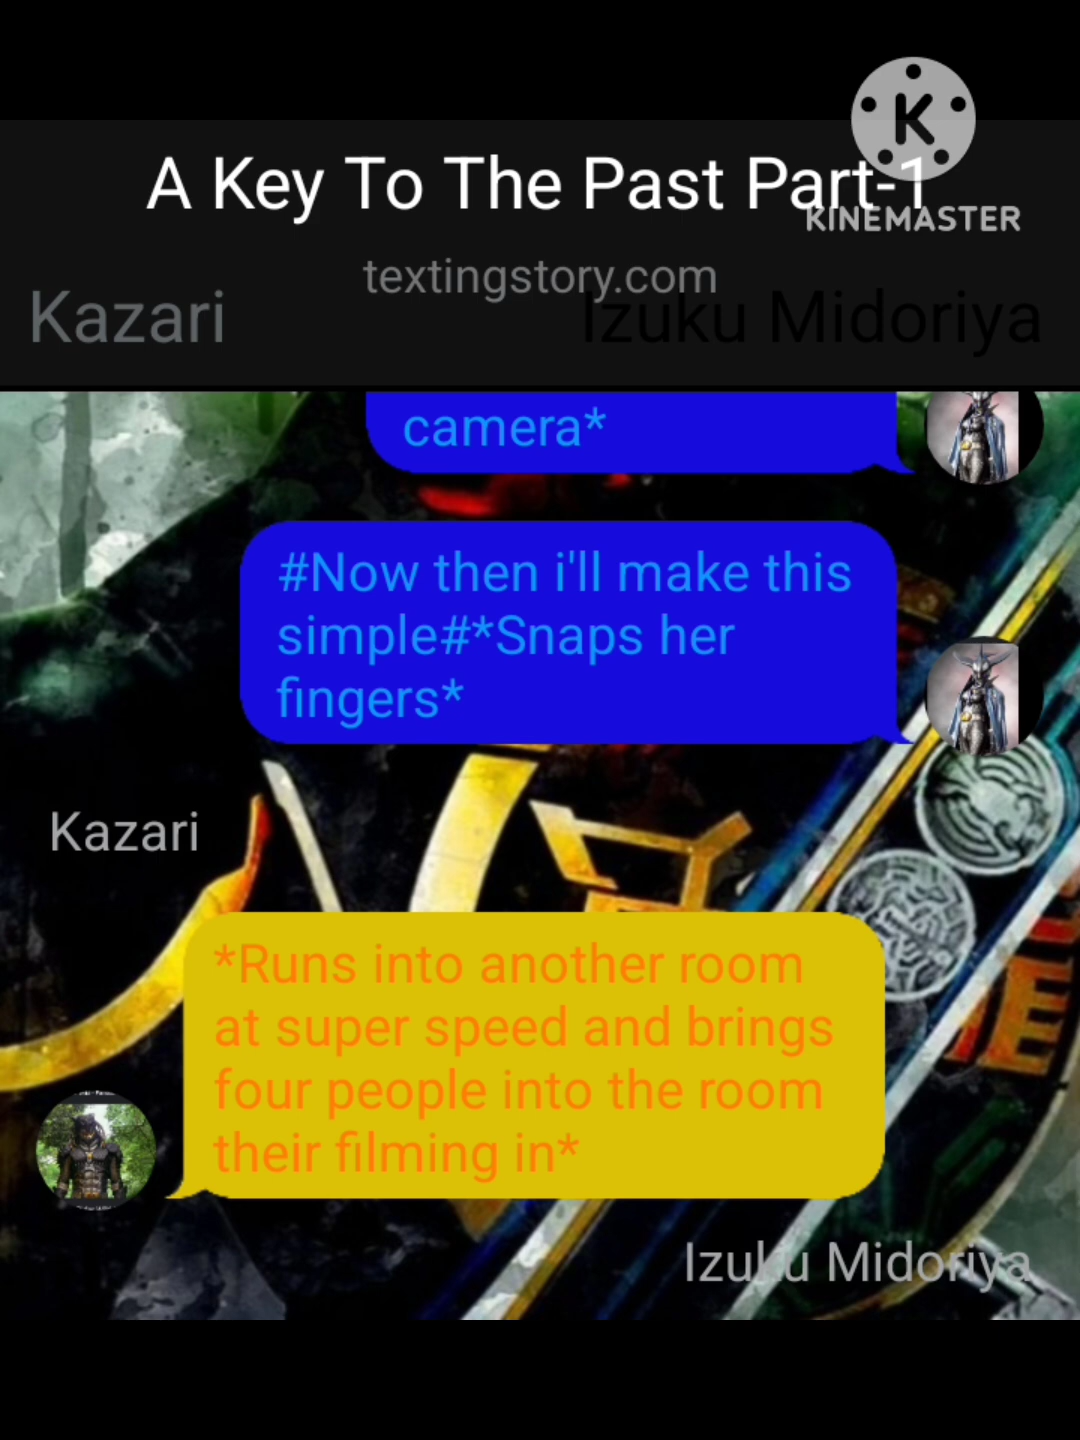 A Key To The Past Part-1
K
KINEMASTER
textingstory.com
Kazari
Izuku Midoriya
camera*
#Now then i'll make this
simple#*Snaps her
fingers*
Kazari
*Runs into another room
at super speed and brings
four people into the room
their filming in*
Izuku Midoriya